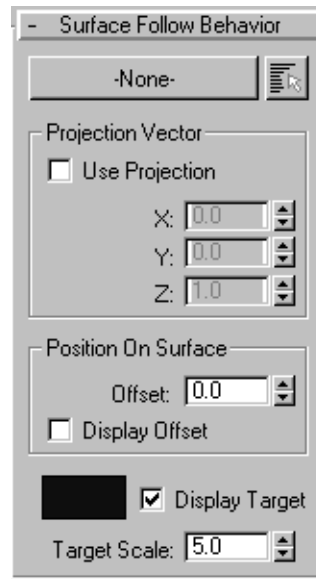 - Surface Follow Behavior
-None-
Projection Vector
Use Projection
X: 0.0
Y: 0.0
Z: 1.0
Position On Surface
Offset: 0.0
Display Offset
Display Target
Target Scale: 5.0